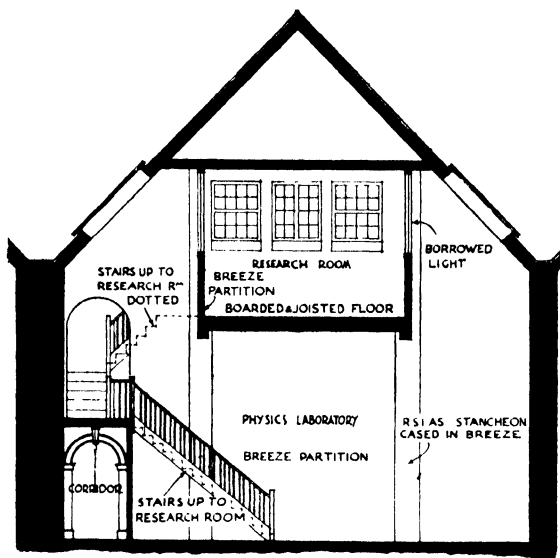 RESEARCH ROOM
BORROWED
LIGHT
STAIRS UP TO
RESEARCH Rᵐ
DOTTED
BREEZE
PARTITION
BOARDED & JOISTED FLOOR
PHYSICS LABORATORY
BREEZE PARTITION
RSI AS STANCHEON
CASED IN BREEZE
CORRIDOR
STAIRS UP TO
RESEARCH ROOM